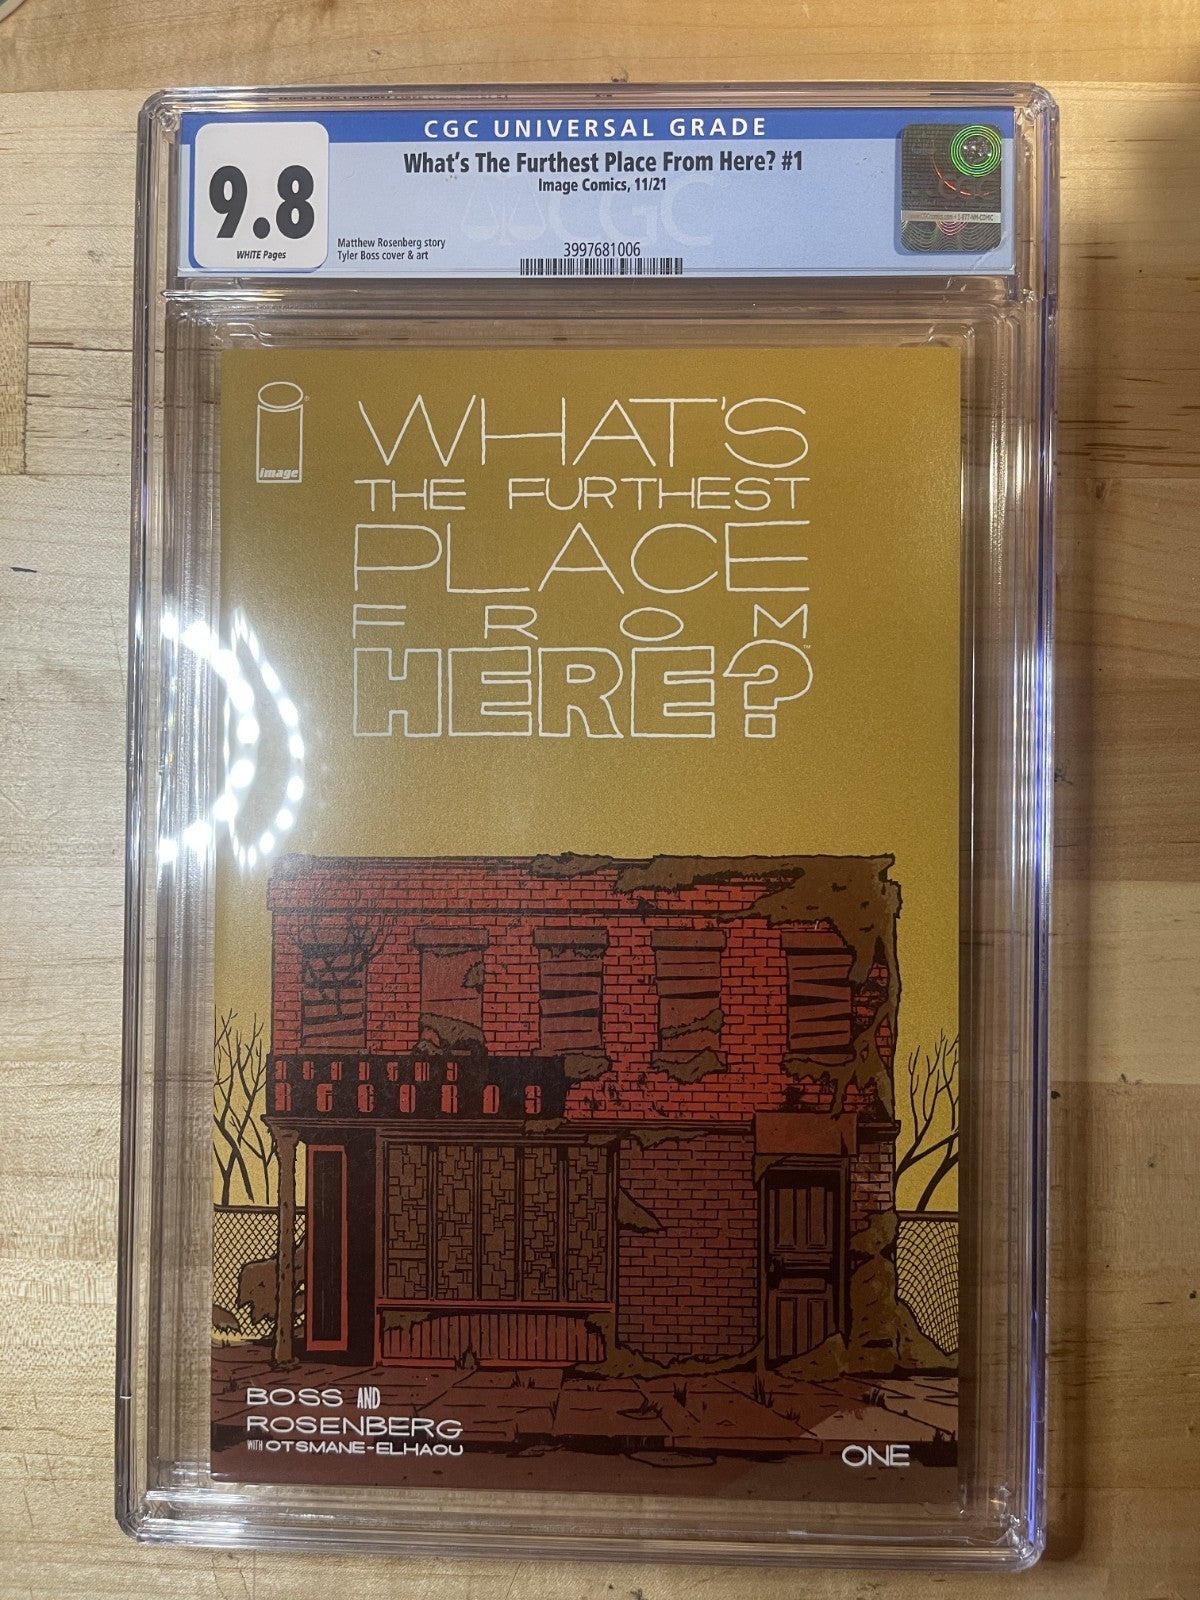 CGC UNIVERSAL GRADE
9.8
WHITE Pages
What's The Furthest Place From Here? #1
Image Comics, 11/21
Matthew Rosenberg story
Tyler Boss cover & art
3997681006
CGC
image
WHAT'S
THE FURTHEST
PLACE
FROM
HERE?
™
RECORDS
BOSS AND
ROSENBERG
WITH OTSMANE-ELHAOU
ONE